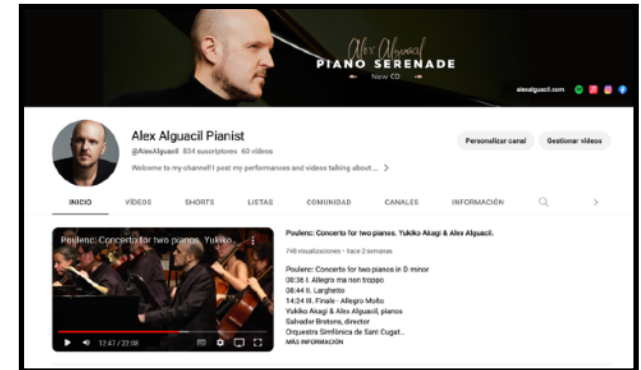 Alex Alguacil
PIANO SERENADE
New CD
alexalguacil.com
Alex Alguacil Pianist
@AlexAlguacil 834 suscriptores 60 vídeos
Welcome to my channel! I post my performances and videos talking about...
Personalizar canal
Gestionar vídeos
INICIO VÍDEOS SHORTS LISTAS COMUNIDAD CANALES INFORMACIÓN
Poulenc: Concerto for two pianos. Yukiko...
12:47 / 22:08
Poulenc: Concerto for two pianos. Yukiko Akagi & Alex Alguacil.
748 visualizaciones • hace 2 semanas
Poulenc: Concerto for two pianos in D minor
00:36 I. Allegro ma non troppo
08:44 II. Larghetto
14:24 III. Finale - Allegro Molto
Yukiko Akagi & Alex Alguacil, pianos
Salvador Brotons, director
Orquestra Simfònica de Sant Cugat...
MÁS INFORMACIÓN